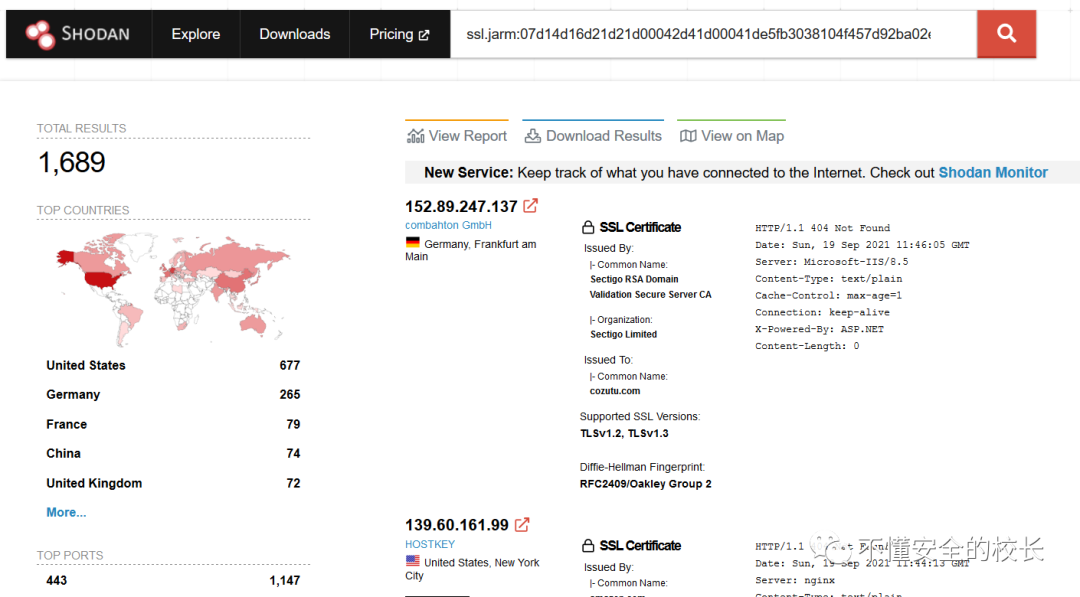 SHODAN Explore Downloads Pricing ssl.jarm:07d14d16d21d21d00042d41d00041de5fb3038104f457d92ba02e
TOTAL RESULTS
1,689
TOP COUNTRIES
United States 677
Germany 265
France 79
China 74
United Kingdom 72
More...
TOP PORTS
443 1,147
View Report Download Results View on Map
New Service: Keep track of what you have connected to the Internet. Check out Shodan Monitor
152.89.247.137
combahton GmbH
Germany, Frankfurt am
Main
SSL Certificate
Issued By:
|- Common Name:
Sectigo RSA Domain
Validation Secure Server CA
|- Organization:
Sectigo Limited
Issued To:
|- Common Name:
cozutu.com
Supported SSL Versions:
TLSv1.2, TLSv1.3
Diffie-Hellman Fingerprint:
RFC2409/Oakley Group 2
HTTP/1.1 404 Not Found
Date: Sun, 19 Sep 2021 11:46:05 GMT
Server: Microsoft-IIS/8.5
Content-Type: text/plain
Cache-Control: max-age=1
Connection: keep-alive
X-Powered-By: ASP.NET
Content-Length: 0
139.60.161.99
HOSTKEY
United States, New York
City
SSL Certificate
Issued By:
|- Common Name:
HTTP/1.1
Date: Sun, 19 Sep 2021 11:44:13 GMT
Server: nginx
Content-Type: text/plain
不懂安全的校长